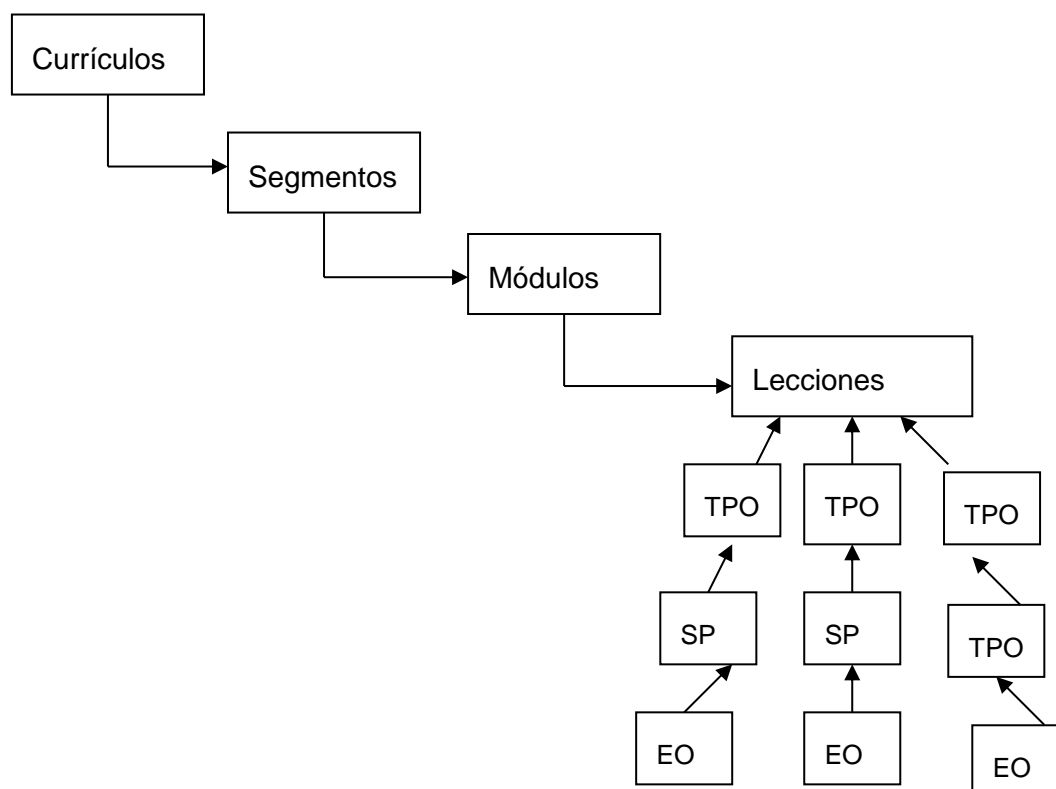 Currículos
Segmentos
Módulos
Lecciones
TPO
TPO
TPO
SP
SP
TPO
EO
EO
EO